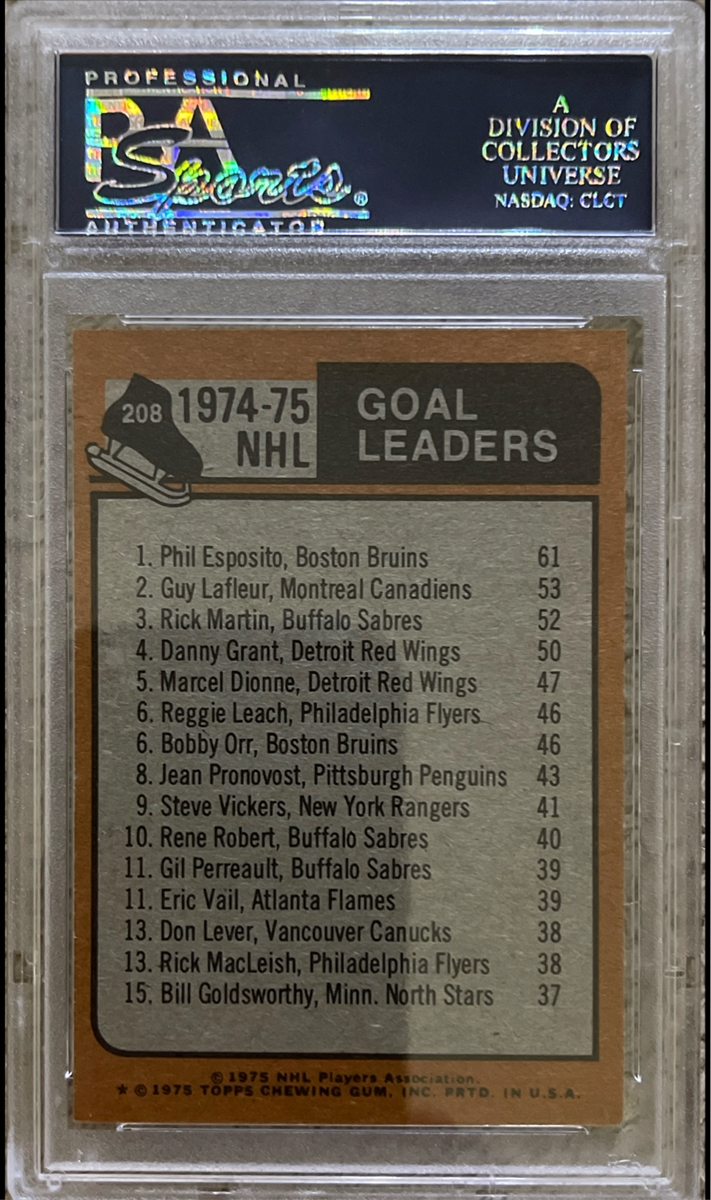 PROFESSIONAL
PSA
Sports®
AUTHENTICATOR
A
DIVISION OF
COLLECTORS
UNIVERSE
NASDAQ: CLCT
208
1974-75
NHL
GOAL
LEADERS
1. Phil Esposito, Boston Bruins 61
2. Guy Lafleur, Montreal Canadiens 53
3. Rick Martin, Buffalo Sabres 52
4. Danny Grant, Detroit Red Wings 50
5. Marcel Dionne, Detroit Red Wings 47
6. Reggie Leach, Philadelphia Flyers 46
6. Bobby Orr, Boston Bruins 46
8. Jean Pronovost, Pittsburgh Penguins 43
9. Steve Vickers, New York Rangers 41
10. Rene Robert, Buffalo Sabres 40
11. Gil Perreault, Buffalo Sabres 39
11. Eric Vail, Atlanta Flames 39
13. Don Lever, Vancouver Canucks 38
13. Rick MacLeish, Philadelphia Flyers 38
15. Bill Goldsworthy, Minn. North Stars 37
© 1975 NHL Players Association.
★ © 1975 TOPPS CHEWING GUM, INC. PRTD. IN U.S.A.